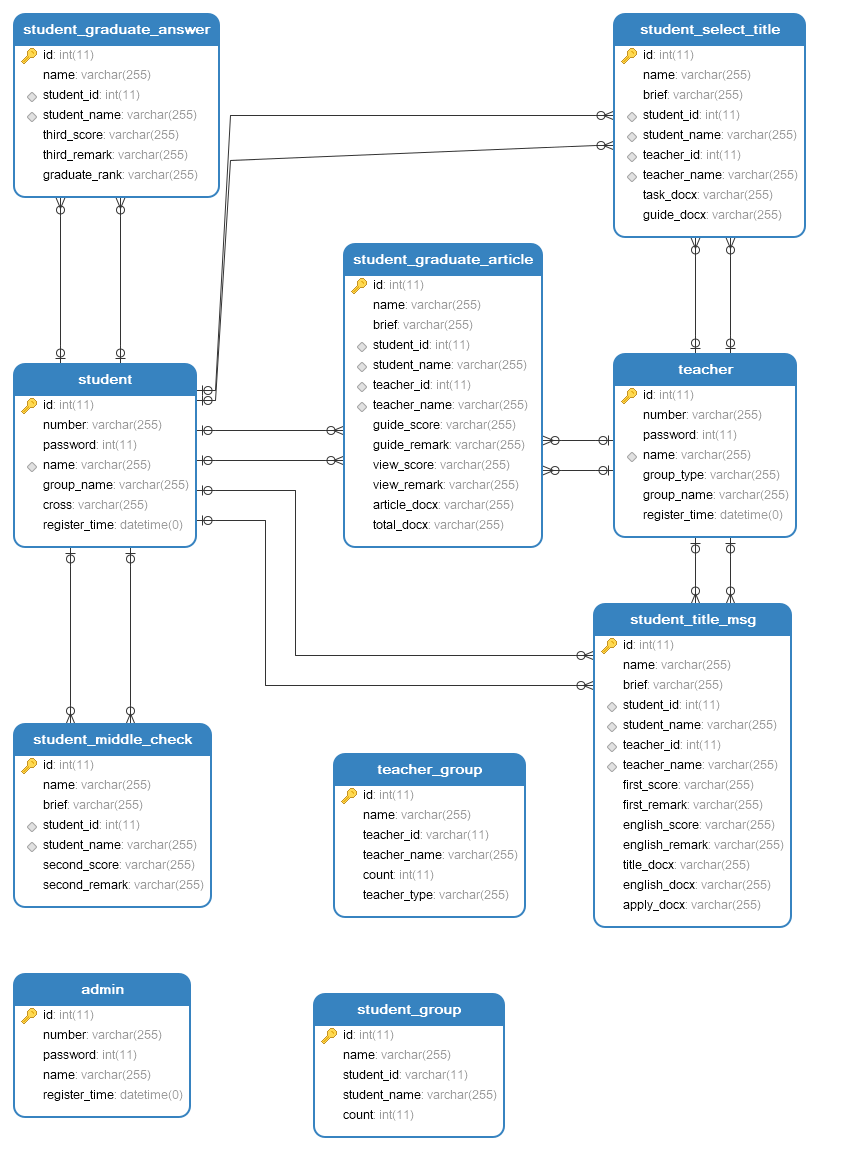 student_graduate_answer
id: int(11)
name: varchar(255)
student_id: int(11)
student_name: varchar(255)
third_score: varchar(255)
third_remark: varchar(255)
graduate_rank: varchar(255)
student_select_title
id: int(11)
name: varchar(255)
brief: varchar(255)
student_id: int(11)
student_name: varchar(255)
teacher_id: int(11)
teacher_name: varchar(255)
task_docx: varchar(255)
guide_docx: varchar(255)
student_graduate_article
id: int(11)
name: varchar(255)
brief: varchar(255)
student_id: int(11)
student_name: varchar(255)
teacher_id: int(11)
teacher_name: varchar(255)
guide_score: varchar(255)
guide_remark: varchar(255)
view_score: varchar(255)
view_remark: varchar(255)
article_docx: varchar(255)
total_docx: varchar(255)
student
id: int(11)
number: varchar(255)
password: int(11)
name: varchar(255)
group_name: varchar(255)
cross: varchar(255)
register_time: datetime(0)
teacher
id: int(11)
number: varchar(255)
password: int(11)
name: varchar(255)
group_type: varchar(255)
group_name: varchar(255)
register_time: datetime(0)
student_title_msg
id: int(11)
name: varchar(255)
brief: varchar(255)
student_id: int(11)
student_name: varchar(255)
teacher_id: int(11)
teacher_name: varchar(255)
first_score: varchar(255)
first_remark: varchar(255)
english_score: varchar(255)
english_remark: varchar(255)
title_docx: varchar(255)
english_docx: varchar(255)
apply_docx: varchar(255)
student_middle_check
id: int(11)
name: varchar(255)
brief: varchar(255)
student_id: int(11)
student_name: varchar(255)
second_score: varchar(255)
second_remark: varchar(255)
teacher_group
id: int(11)
name: varchar(255)
teacher_id: varchar(11)
teacher_name: varchar(255)
count: int(11)
teacher_type: varchar(255)
admin
id: int(11)
number: varchar(255)
password: int(11)
name: varchar(255)
register_time: datetime(0)
student_group
id: int(11)
name: varchar(255)
student_id: varchar(11)
student_name: varchar(255)
count: int(11)